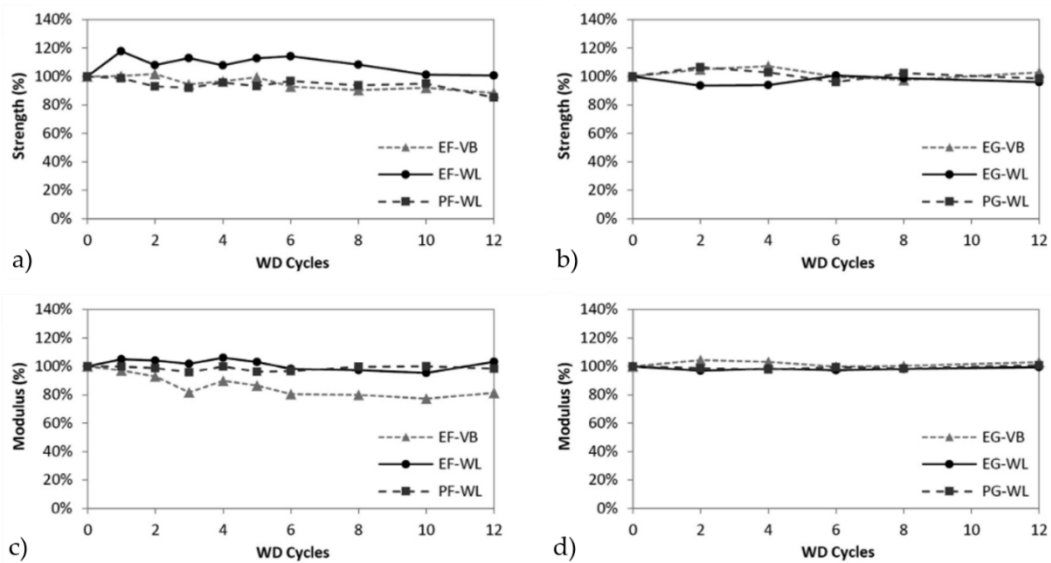 140%
120%
100%
80%
60%
40%
20%
0%
Strength (%)
EF-VB
EF-WL
PF-WL
0 2 4 6 8 10 12
WD Cycles
a)
140%
120%
100%
80%
60%
40%
20%
0%
Strength (%)
EG-VB
EG-WL
PG-WL
0 2 4 6 8 10 12
WD Cycles
b)
140%
120%
100%
80%
60%
40%
20%
0%
Modulus (%)
EF-VB
EF-WL
PF-WL
0 2 4 6 8 10 12
WD Cycles
c)
140%
120%
100%
80%
60%
40%
20%
0%
Modulus (%)
EG-VB
EG-WL
PG-WL
0 2 4 6 8 10 12
WD Cycles
d)